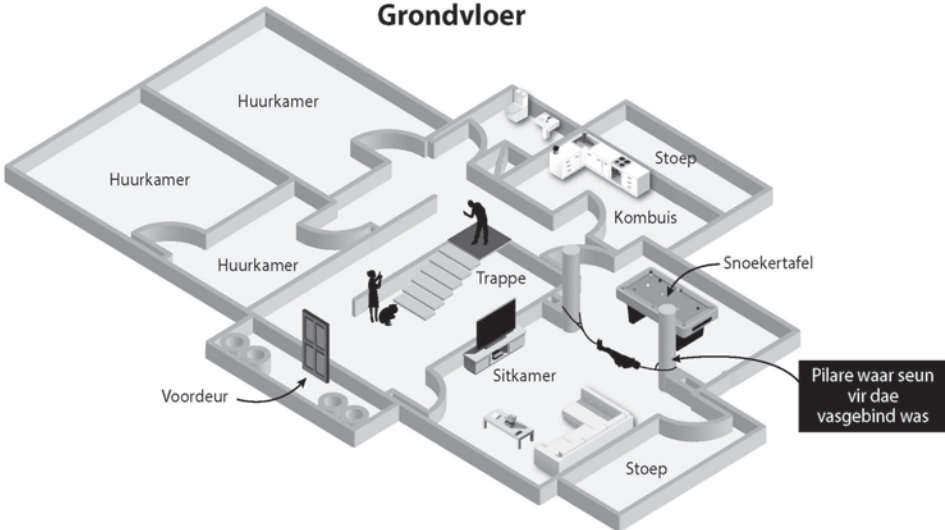 Grondvloer
Huurkamer
Huurkamer
Huurkamer
Stoep
Kombuis
Snoekertafel
Trappe
Sitkamer
Voordeur
Pilare waar seun
vir dae
vasgebind was
Stoep